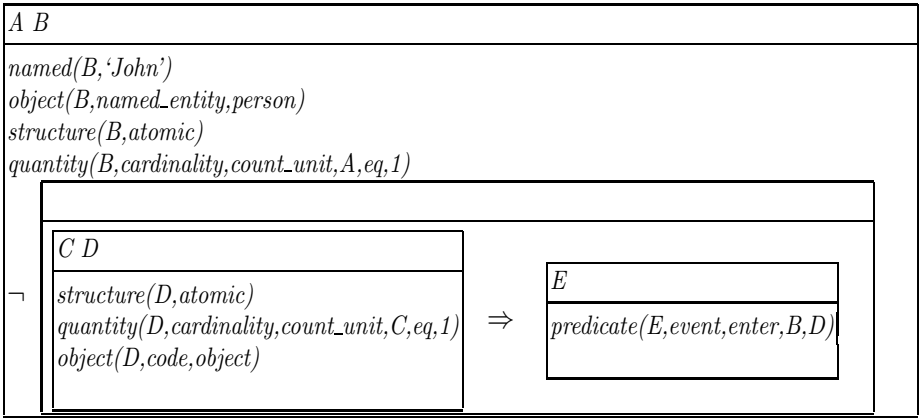 A B
named(B,‘John’)
object(B,named_entity,person)
structure(B,atomic)
quantity(B,cardinality,count_unit,A,eq,1)
¬
C D
structure(D,atomic)
quantity(D,cardinality,count_unit,C,eq,1)
object(D,code,object)
⇒
E
predicate(E,event,enter,B,D)